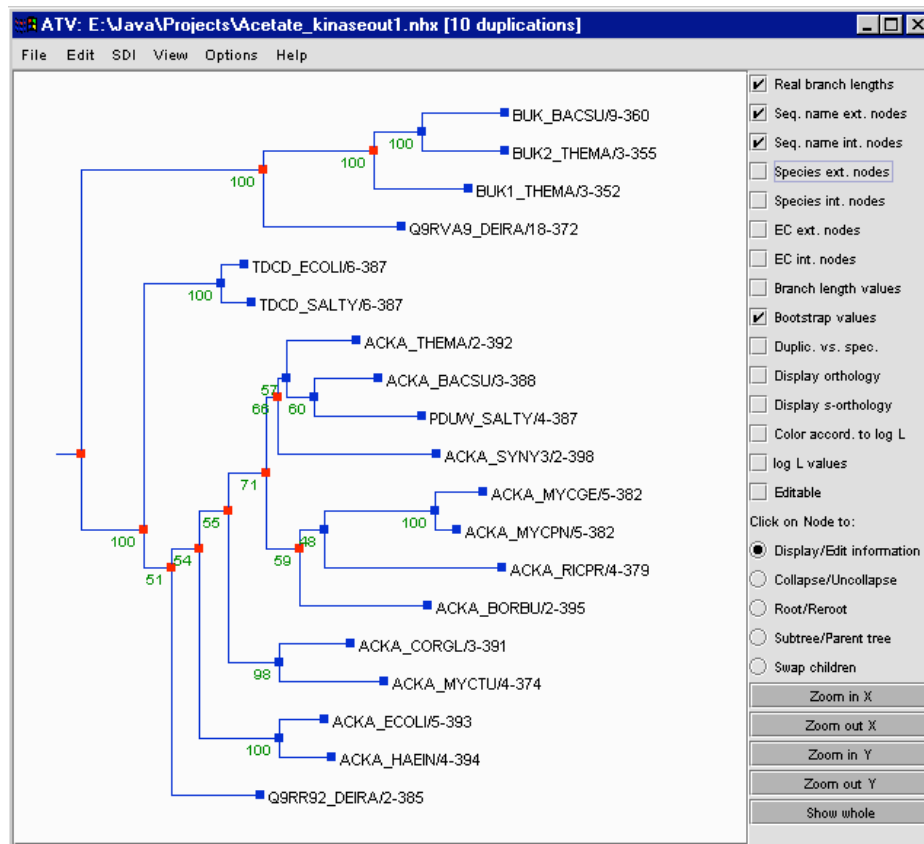 ATV: E:\Java\Projects\Acetate_kinaseout1.nhx [10 duplications]
File Edit SDI View Options Help
BUK_BACSU/9-360
100
BUK2_THEMA/3-355
100
BUK1_THEMA/3-352
100
Q9RVA9_DEIRA/18-372
TDCD_ECOLI/6-387
100
TDCD_SALTY/6-387
ACKA_THEMA/2-392
57
ACKA_BACSU/3-388
66
60
PDUW_SALTY/4-387
ACKA_SYNY3/2-398
71
ACKA_MYCGE/5-382
55
100
ACKA_MYCPN/5-382
48
100
54
59
51
ACKA_RICPR/4-379
ACKA_BORBU/2-395
ACKA_CORGL/3-391
98
ACKA_MYCTU/4-374
ACKA_ECOLI/5-393
100
ACKA_HAEIN/4-394
Q9RR92_DEIRA/2-385
Real branch lengths
Seq. name ext. nodes
Seq. name int. nodes
Species ext. nodes
Species int. nodes
EC ext. nodes
EC int. nodes
Branch length values
Bootstrap values
Duplic. vs. spec.
Display orthology
Display s-orthology
Color accord. to log L
log L values
Editable
Click on Node to:
Display/Edit information
Collapse/Uncollapse
Root/Reroot
Subtree/Parent tree
Swap children
Zoom in X
Zoom out X
Zoom in Y
Zoom out Y
Show whole